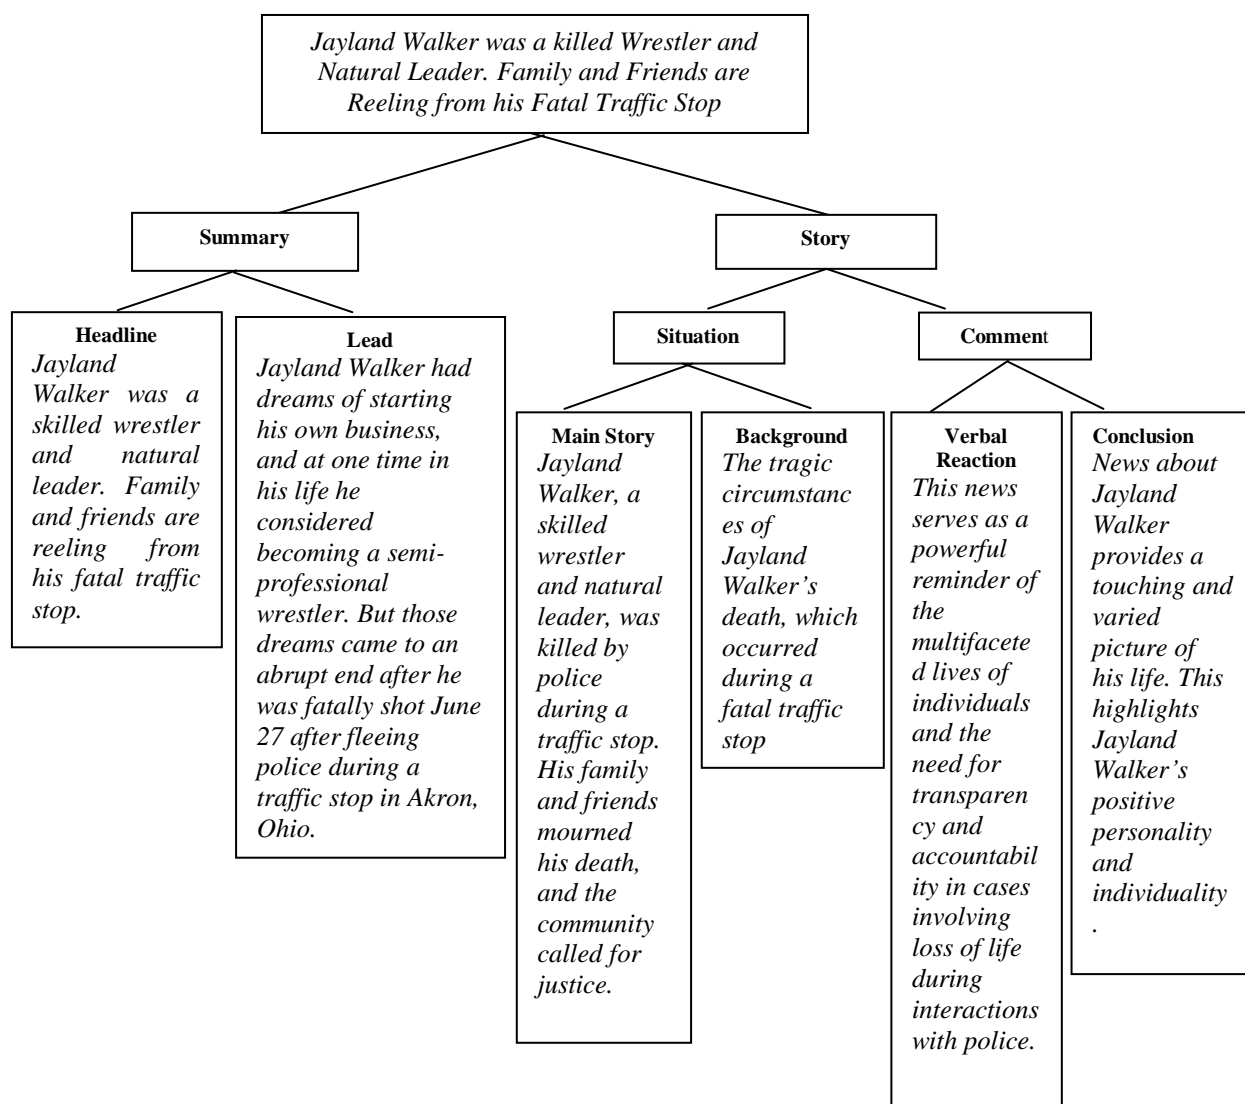 Jayland Walker was a killed Wrestler and
Natural Leader. Family and Friends are
Reeling from his Fatal Traffic Stop
Summary
Story
Headline
Jayland
Walker was a
skilled wrestler
and natural
leader. Family
and friends are
reeling from
his fatal traffic
stop.
Lead
Jayland Walker had
dreams of starting
his own business,
and at one time in
his life he
considered
becoming a semi-
professional
wrestler. But those
dreams came to an
abrupt end after he
was fatally shot June
27 after fleeing
police during a
traffic stop in Akron,
Ohio.
Situation
Comment
Main Story
Jayland
Walker, a
skilled
wrestler
and natural
leader, was
killed by
police
during a
traffic stop.
His family
and friends
mourned
his death,
and the
community
called for
justice.
Background
The tragic
circumstanc
es of
Jayland
Walker’s
death, which
occurred
during a
fatal traffic
stop
Verbal
Reaction
This news
serves as a
powerful
reminder of
the
multifacete
d lives of
individuals
and the
need for
transparen
cy and
accountabil
ity in cases
involving
loss of life
during
interactions
with police.
Conclusion
News about
Jayland
Walker
provides a
touching and
varied
picture of
his life. This
highlights
Jayland
Walker’s
positive
personality
and
individuality
.